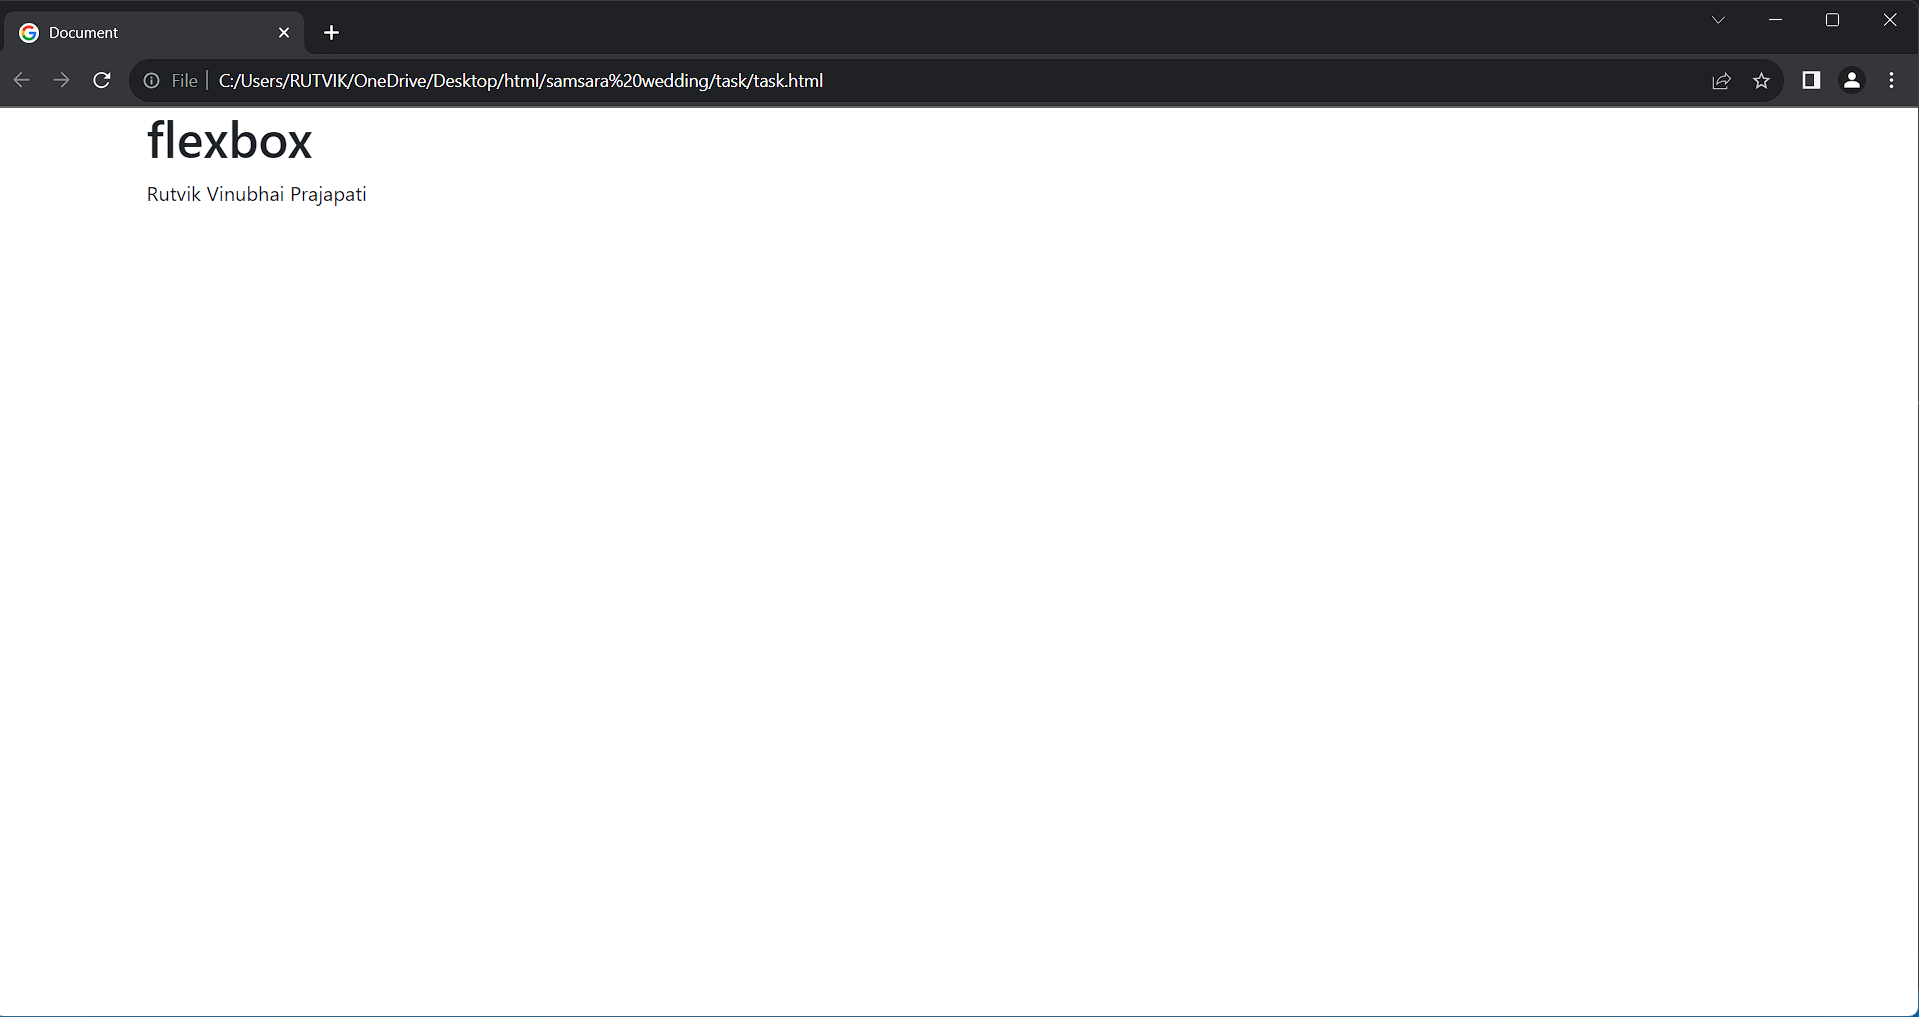 Document
File
C:/Users/RUTVIK/OneDrive/Desktop/html/samsara%20wedding/task/task.html
flexbox
Rutvik Vinubhai Prajapati